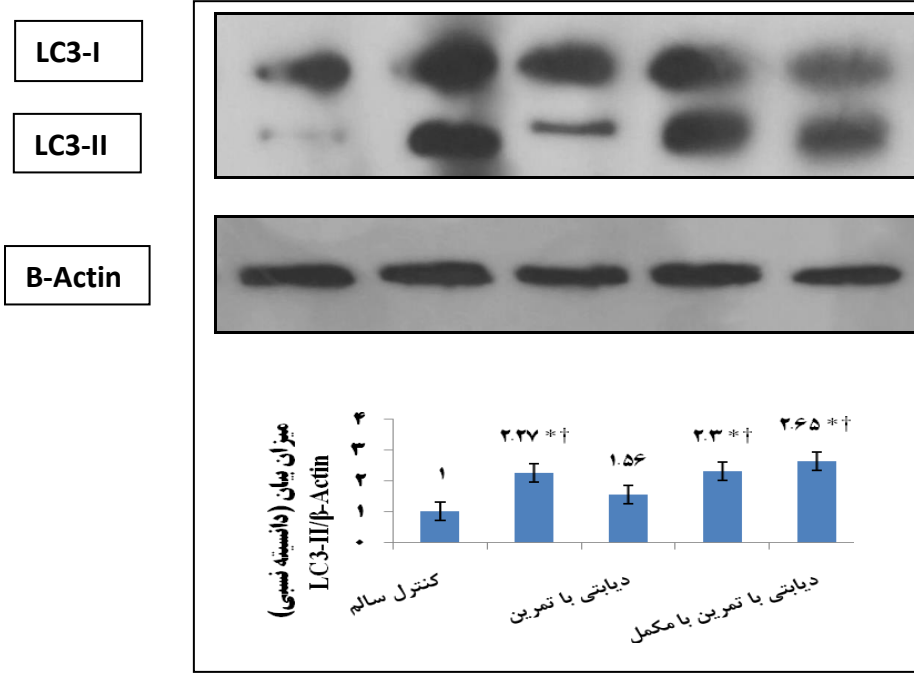 LC3-I
LC3-II
B-Actin
میزان بیان (دانسیته نسبی)
LC3-II/β-Actin
۴
۳
۲
۱
۰
۱
۲.۲۷ *†
۱.۵۶
۲.۳ *†
۲.۶۵ *†
کنترل سالم
دیابتی با تمرین
دیابتی با تمرین با مکمل